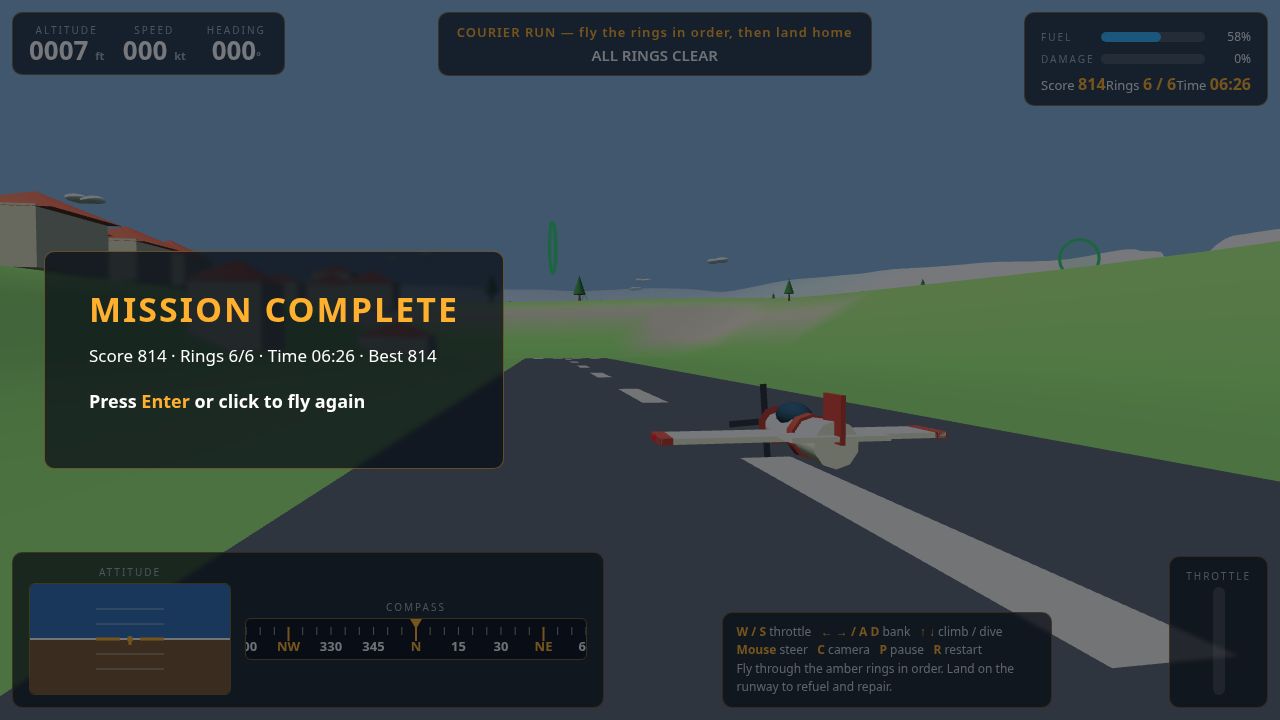 ALTITUDE SPEED HEADING
0007 ft 000 kt 000°
COURIER RUN — fly the rings in order, then land home
ALL RINGS CLEAR
FUEL 58%
DAMAGE 0%
Score 814Rings 6 / 6Time 06:26
MISSION COMPLETE
Score 814 · Rings 6/6 · Time 06:26 · Best 814
Press Enter or click to fly again
ATTITUDE
COMPASS
00 NW 330 345 N 15 30 NE 6
W / S throttle ← → / A D bank ↑ ↓ climb / dive
Mouse steer C camera P pause R restart
Fly through the amber rings in order. Land on the
runway to refuel and repair.
THROTTLE